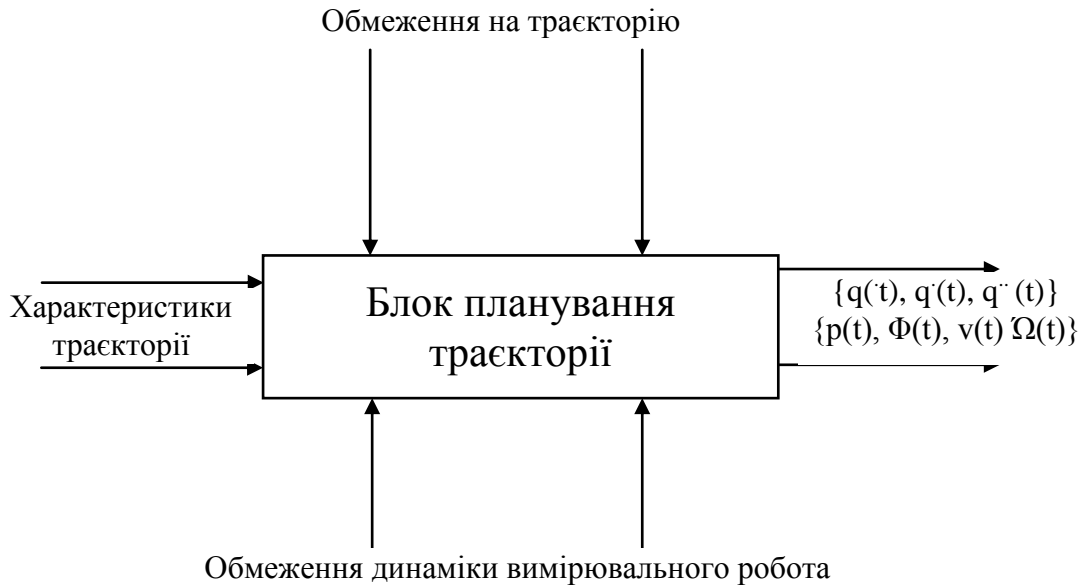 Обмеження на траєкторію
Характеристики
траєкторії
Блок планування
траєкторії
{q(˙t), q˙(t), q¨ (t)}
{p(t), Φ(t), v(t) Ώ(t)}
Обмеження динаміки вимірювального робота